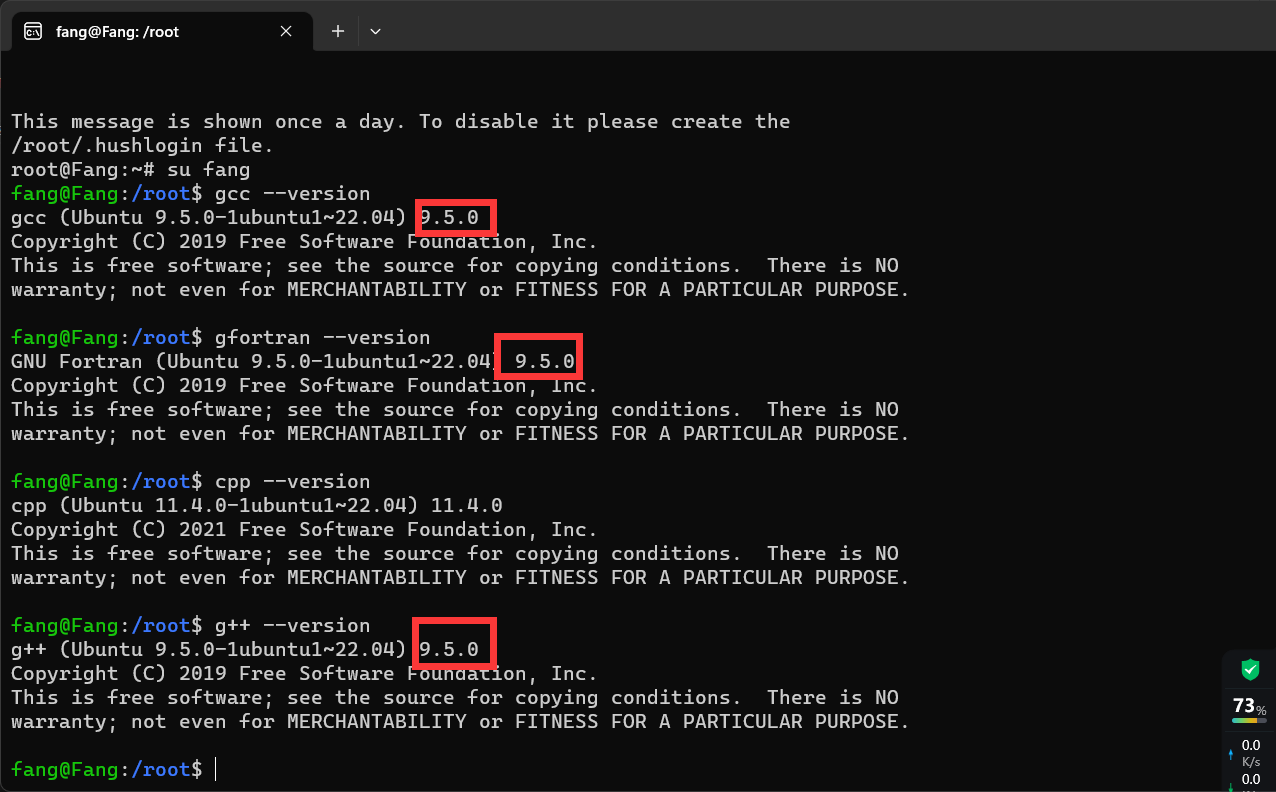 fang@Fang: /root
This message is shown once a day. To disable it please create the
/root/.hushlogin file.
root@Fang:~# su fang
fang@Fang:/root$ gcc --version
gcc (Ubuntu 9.5.0-1ubuntu1~22.04) 9.5.0
Copyright (C) 2019 Free Software Foundation, Inc.
This is free software; see the source for copying conditions.  There is NO
warranty; not even for MERCHANTABILITY or FITNESS FOR A PARTICULAR PURPOSE.
fang@Fang:/root$ gfortran --version
GNU Fortran (Ubuntu 9.5.0-1ubuntu1~22.04) 9.5.0
Copyright (C) 2019 Free Software Foundation, Inc.
This is free software; see the source for copying conditions.  There is NO
warranty; not even for MERCHANTABILITY or FITNESS FOR A PARTICULAR PURPOSE.
fang@Fang:/root$ cpp --version
cpp (Ubuntu 11.4.0-1ubuntu1~22.04) 11.4.0
Copyright (C) 2021 Free Software Foundation, Inc.
This is free software; see the source for copying conditions.  There is NO
warranty; not even for MERCHANTABILITY or FITNESS FOR A PARTICULAR PURPOSE.
fang@Fang:/root$ g++ --version
g++ (Ubuntu 9.5.0-1ubuntu1~22.04) 9.5.0
Copyright (C) 2019 Free Software Foundation, Inc.
This is free software; see the source for copying conditions.  There is NO
warranty; not even for MERCHANTABILITY or FITNESS FOR A PARTICULAR PURPOSE.
fang@Fang:/root$
73%
0.0
K/s
0.0